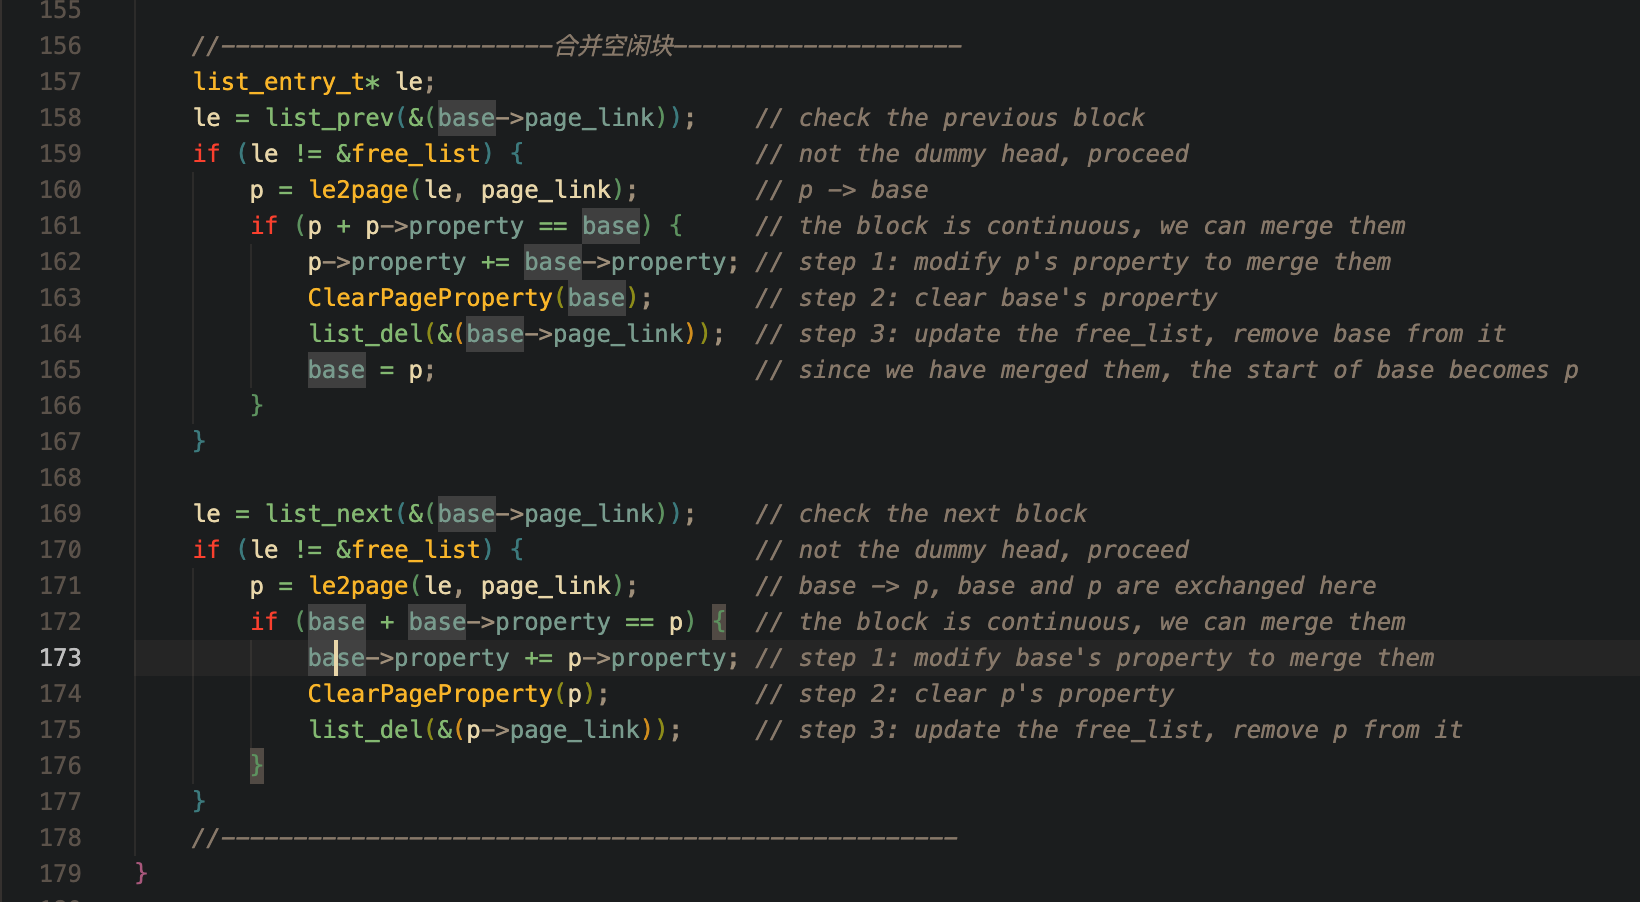 155
156 //-----------------------合并空闲块--------------------
157 list_entry_t* le;
158 le = list_prev(&(base->page_link)); // check the previous block
159 if (le != &free_list) { // not the dummy head, proceed
160 p = le2page(le, page_link); // p -> base
161 if (p + p->property == base) { // the block is continuous, we can merge them
162 p->property += base->property; // step 1: modify p's property to merge them
163 ClearPageProperty(base); // step 2: clear base's property
164 list_del(&(base->page_link)); // step 3: update the free_list, remove base from it
165 base = p; // since we have merged them, the start of base becomes p
166 }
167 }
168
169 le = list_next(&(base->page_link)); // check the next block
170 if (le != &free_list) { // not the dummy head, proceed
171 p = le2page(le, page_link); // base -> p, base and p are exchanged here
172 if (base + base->property == p) { // the block is continuous, we can merge them
173 base->property += p->property; // step 1: modify base's property to merge them
174 ClearPageProperty(p); // step 2: clear p's property
175 list_del(&(p->page_link)); // step 3: update the free_list, remove p from it
176 }
177 }
178 //---------------------------------------------------
179 }